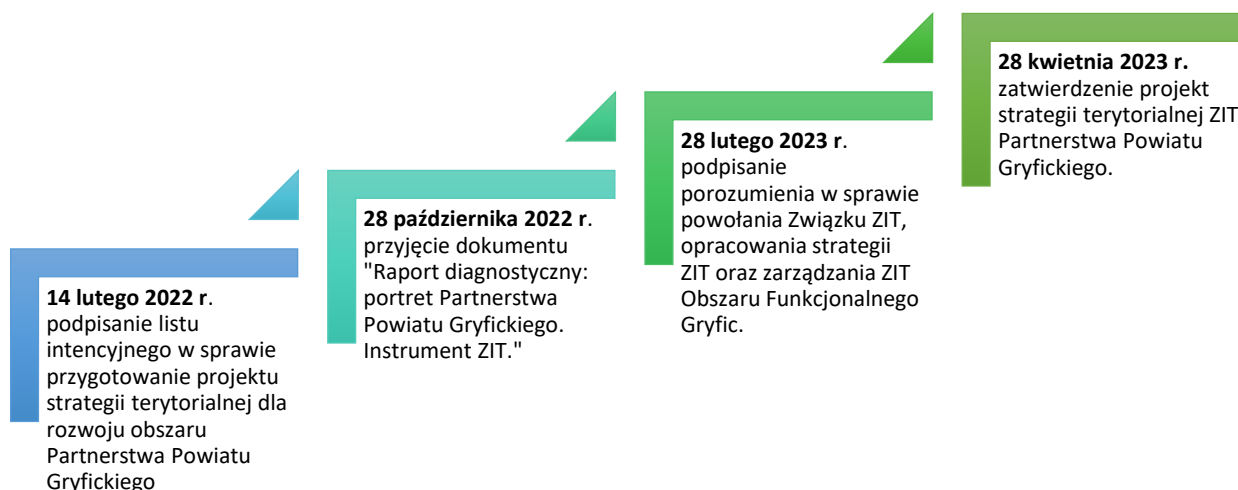 14 lutego 2022 r.
podpisanie listu
intencyjnego w sprawie
przygotowanie projektu
strategii terytorialnej dla
rozwoju obszaru
Partnerstwa Powiatu
Gryfickiego
28 października 2022 r.
przyjęcie dokumentu
"Raport diagnostyczny:
portret Partnerstwa
Powiatu Gryfickiego.
Instrument ZIT."
28 lutego 2023 r.
podpisanie
porozumienia w sprawie
powołania Związku ZIT,
opracowania strategii
ZIT oraz zarządzania ZIT
Obszaru Funkcjonalnego
Gryfic.
28 kwietnia 2023 r.
zatwierdzenie projekt
strategii terytorialnej ZIT
Partnerstwa Powiatu
Gryfickiego.